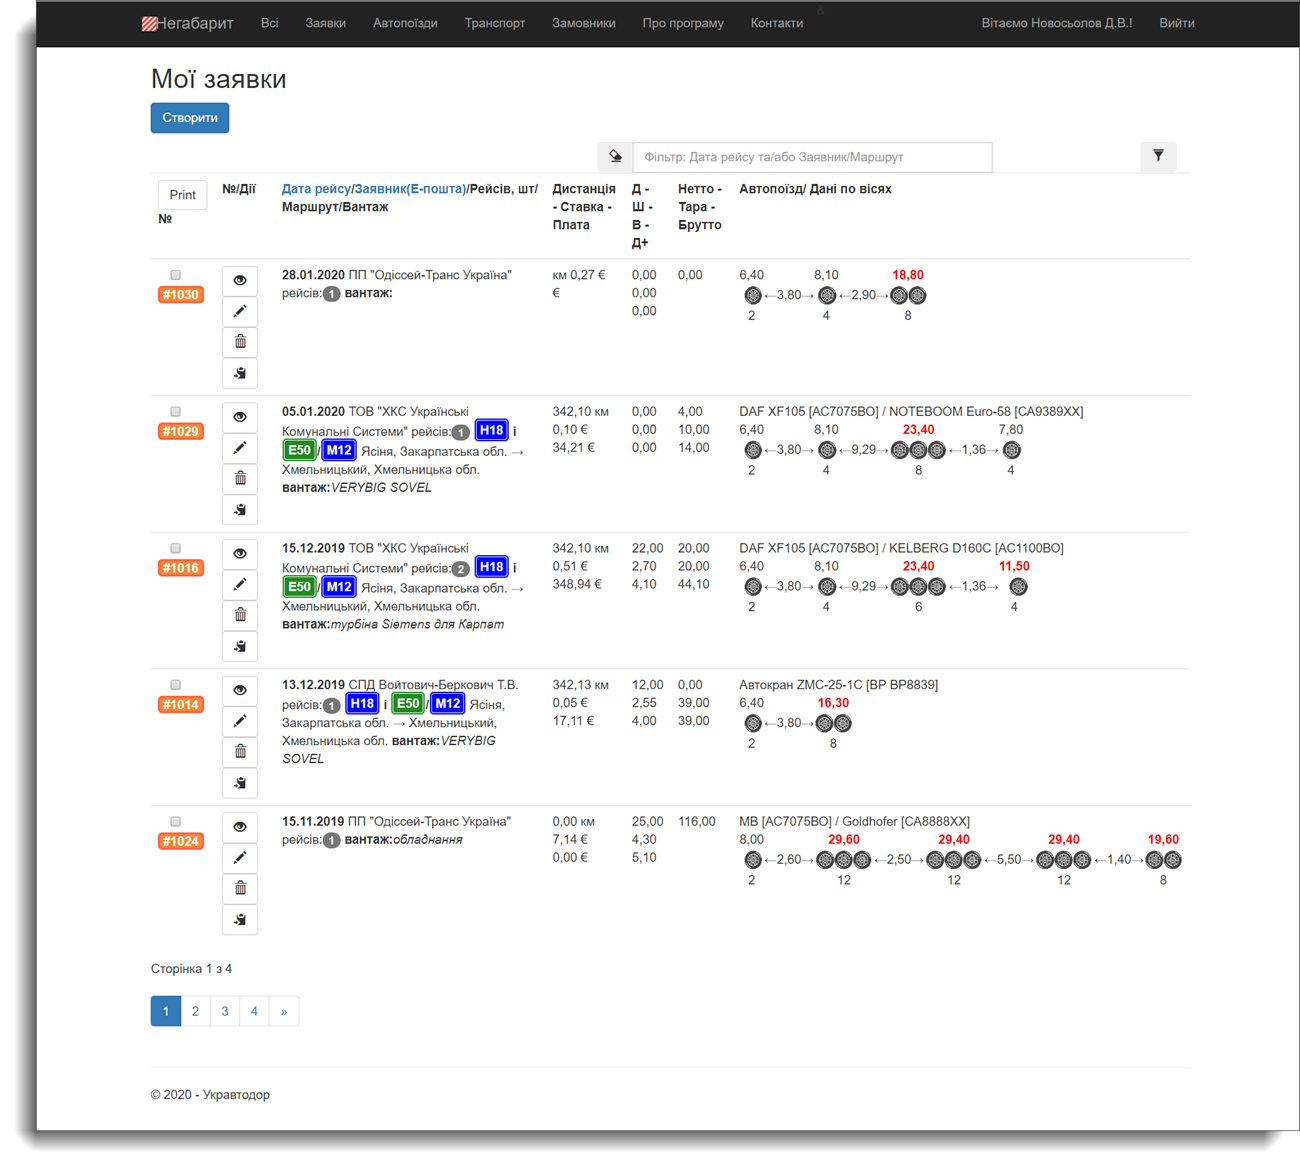 Негабарит Всі Заявки Автопоїзди Транспорт Замовники Про програму Контакти & Вітаємо Новосьолов Д.В.! Вийти
Мої заявки
Створити
Фільтр: Дата рейсу та/або Заявник/Маршрут
Print
№
№/Дії
Дата рейсу/Заявник(Е-пошта)/Рейсів, шт/
Маршрут/Вантаж
Дистанція
- Ставка -
Плата
Д -
Ш -
В -
Д+
Нетто -
Тара -
Брутто
Автопоїзд/ Дані по вісях
#1030
28.01.2020 ПП "Одіссей-Транс Україна"
рейсів: 1 вантаж:
км 0,27 €
€
0,00
0,00
0,00
0,00
6,40 8,10 18,80
←3,80→ ←2,90→
2 4 8
#1029
05.01.2020 ТОВ "ХКС Українські
Комунальні Системи" рейсів: 1 Н18 і
Е50/М12 Ясіня, Закарпатська обл. →
Хмельницький, Хмельницька обл.
вантаж:VERYBIG SOVEL
342,10 км
0,10 €
34,21 €
0,00
0,00
0,00
4,00
10,00
14,00
DAF XF105 [AC7075BO] / NOTEBOOM Euro-58 [CA9389XX]
6,40 8,10 23,40 7,80
←3,80→ ←9,29→ ←1,36→
2 4 8 4
#1016
15.12.2019 ТОВ "ХКС Українські
Комунальні Системи" рейсів: 2 Н18 і
Е50/М12 Ясіня, Закарпатська обл. →
Хмельницький, Хмельницька обл.
вантаж:турбіна Siemens для Карпат
342,10 км
0,51 €
348,94 €
22,00
2,70
4,10
20,00
20,00
44,10
DAF XF105 [AC7075BO] / KELBERG D160C [AC1100BO]
6,40 8,10 23,40 11,50
←3,80→ ←9,29→ ←1,36→
2 4 6 4
#1014
13.12.2019 СПД Войтович-Беркович Т.В.
рейсів: 1 Н18 і Е50/М12 Ясіня,
Закарпатська обл. → Хмельницький,
Хмельницька обл. вантаж:VERYBIG
SOVEL
342,13 км
0,05 €
17,11 €
12,00
2,55
4,00
0,00
39,00
39,00
Автокран ZMC-25-1C [BP BP8839]
6,40 16,30
←3,80→
2 8
#1024
15.11.2019 ПП "Одіссей-Транс Україна"
рейсів: 1 вантаж:обладнання
0,00 км
7,14 €
0,00 €
25,00
4,30
5,10
116,00
MB [AC7075BO] / Goldhofer [CA8888XX]
8,00 29,60 29,40 29,40 19,60
←2,60→ ←2,50→ ←5,50→ ←1,40→
2 12 12 12 8
Сторінка 1 з 4
1 2 3 4 »
© 2020 - Укравтодор